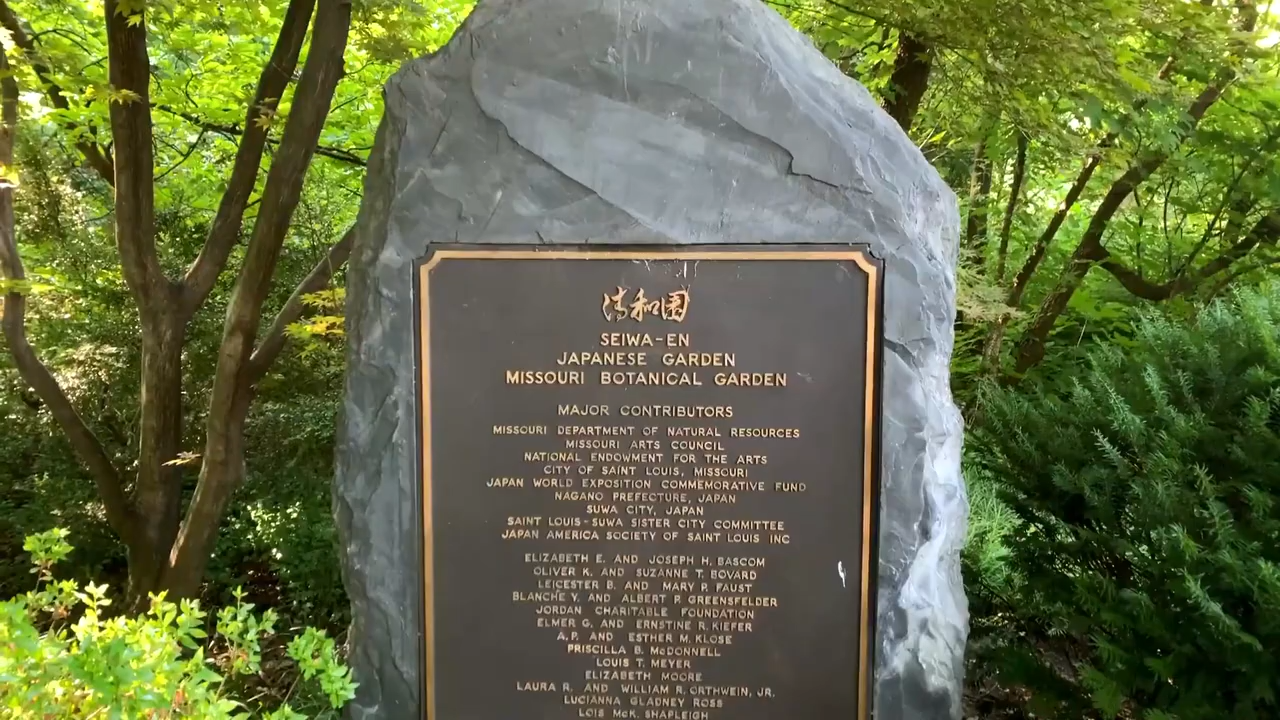 清和園
SEIWA-EN
JAPANESE GARDEN
MISSOURI BOTANICAL GARDEN
MAJOR CONTRIBUTORS
MISSOURI DEPARTMENT OF NATURAL RESOURCES
MISSOURI ARTS COUNCIL
NATIONAL ENDOWMENT FOR THE ARTS
CITY OF SAINT LOUIS, MISSOURI
JAPAN WORLD EXPOSITION COMMEMORATIVE FUND
NAGANO PREFECTURE, JAPAN
SUWA CITY, JAPAN
SAINT LOUIS-SUWA SISTER CITY COMMITTEE
JAPAN AMERICA SOCIETY OF SAINT LOUIS INC
ELIZABETH E. AND JOSEPH H. BASCOM
OLIVER K. AND SUZANNE T. BOVARD
LEICESTER B. AND MARY P. FAUST
BLANCHE Y. AND ALBERT P. GREENSFELDER
JORDAN CHARITABLE FOUNDATION
ELMER G. AND ERNSTINE R. KIEFER
A.P. AND ESTHER M. KLOSE
PRISCILLA B. McDONNELL
LOUIS T. MEYER
ELIZABETH MOORE
LAURA R. AND WILLIAM R. ORTHWEIN, JR.
LUCIANNA GLADNEY ROSS
LOIS McK. SHAPLEIGH